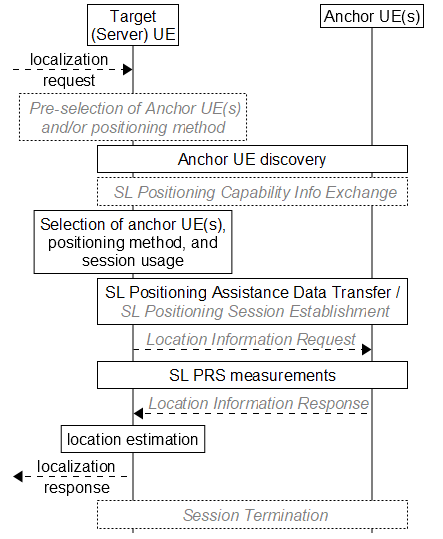 Target
(Server) UE
Anchor UE(s)
localization
request
Pre-selection of Anchor UE(s)
and/or positioning method
Anchor UE discovery
SL Positioning Capability Info Exchange
Selection of anchor UE(s),
positioning method, and
session usage
SL Positioning Assistance Data Transfer /
SL Positioning Session Establishment
Location Information Request
SL PRS measurements
Location Information Response
location estimation
localization
response
Session Termination